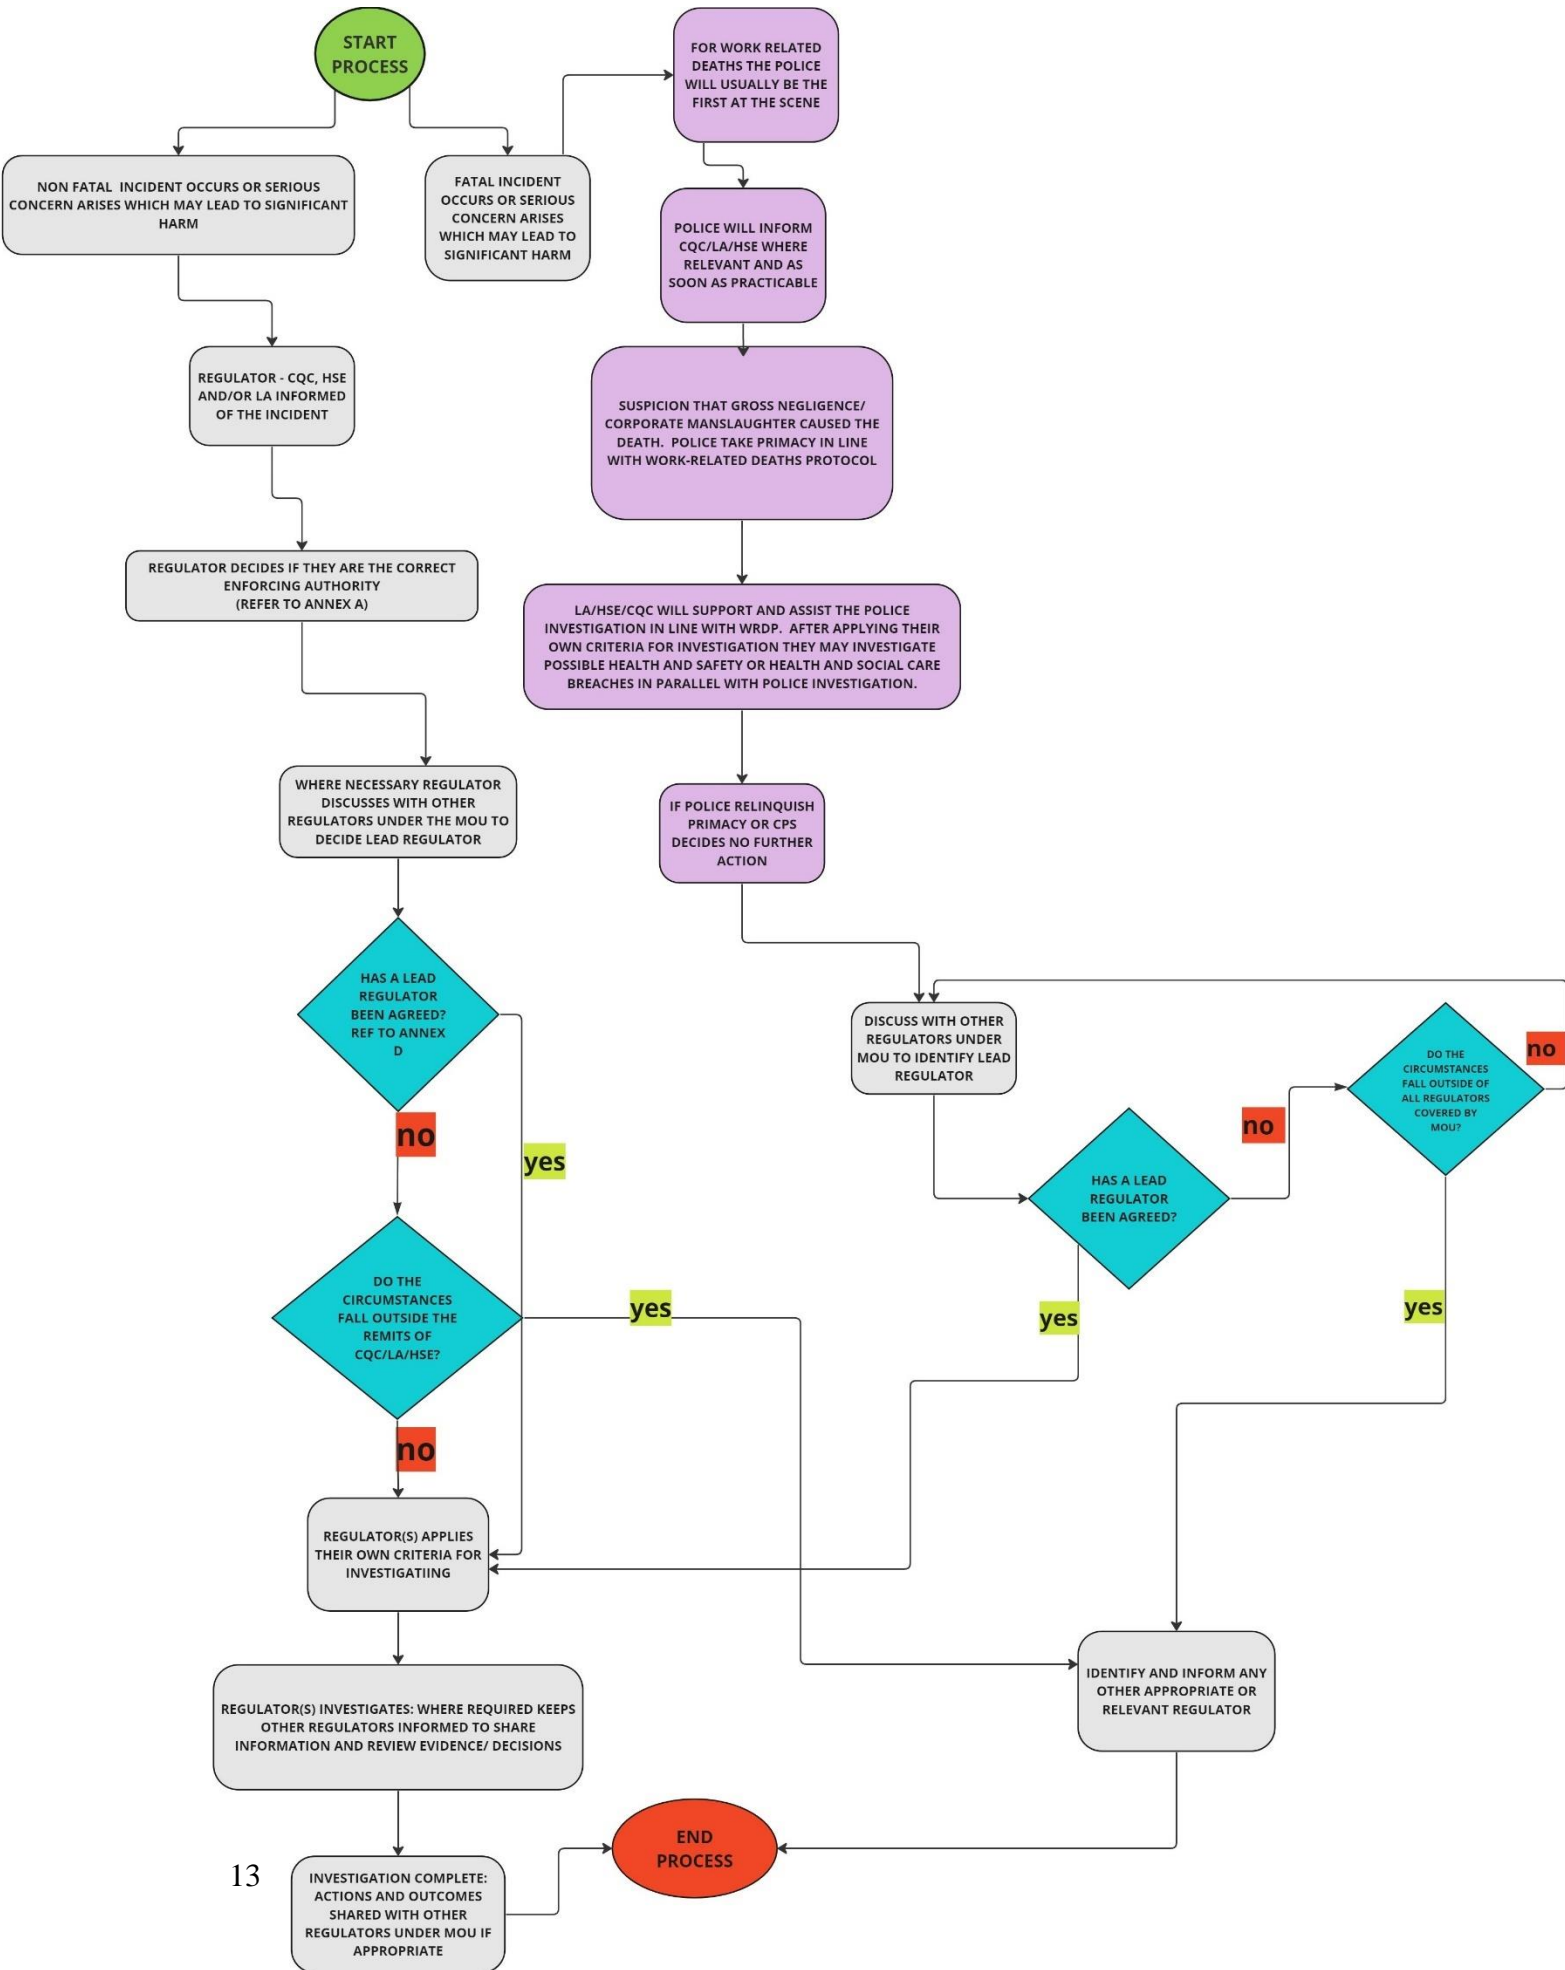 START
PROCESS
FOR WORK RELATED
DEATHS THE POLICE
WILL USUALLY BE THE
FIRST AT THE SCENE
NON FATAL INCIDENT OCCURS OR SERIOUS
CONCERN ARISES WHICH MAY LEAD TO SIGNIFICANT
HARM
FATAL INCIDENT
OCCURS OR SERIOUS
CONCERN ARISES
WHICH MAY LEAD TO
SIGNIFICANT HARM
POLICE WILL INFORM
CQC/LA/HSE WHERE
RELEVANT AND AS
SOON AS PRACTICABLE
REGULATOR - CQC, HSE
AND/OR LA INFORMED
OF THE INCIDENT
SUSPICION THAT GROSS NEGLIGENCE/
CORPORATE MANSLAUGHTER CAUSED THE
DEATH. POLICE TAKE PRIMACY IN LINE
WITH WORK-RELATED DEATHS PROTOCOL
REGULATOR DECIDES IF THEY ARE THE CORRECT
ENFORCING AUTHORITY
(REFER TO ANNEX A)
LA/HSE/CQC WILL SUPPORT AND ASSIST THE POLICE
INVESTIGATION IN LINE WITH WRDP. AFTER APPLYING THEIR
OWN CRITERIA FOR INVESTIGATION THEY MAY INVESTIGATE
POSSIBLE HEALTH AND SAFETY OR HEALTH AND SOCIAL CARE
BREACHES IN PARALLEL WITH POLICE INVESTIGATION.
WHERE NECESSARY REGULATOR
DISCUSSES WITH OTHER
REGULATORS UNDER THE MOU TO
DECIDE LEAD REGULATOR
IF POLICE RELINQUISH
PRIMACY OR CPS
DECIDES NO FURTHER
ACTION
HAS A LEAD
REGULATOR
BEEN AGREED?
REF TO ANNEX
D
DISCUSS WITH OTHER
REGULATORS UNDER
MOU TO IDENTIFY LEAD
REGULATOR
DO THE
CIRCUMSTANCES
FALL OUTSIDE OF
ALL REGULATORS
COVERED BY
MOU?
no
no
no
yes
HAS A LEAD
REGULATOR
BEEN AGREED?
DO THE
CIRCUMSTANCES
FALL OUTSIDE THE
REMITS OF
CQC/LA/HSE?
yes
yes
yes
no
REGULATOR(S) APPLIES
THEIR OWN CRITERIA FOR
INVESTIGATIING
REGULATOR(S) INVESTIGATES: WHERE REQUIRED KEEPS
OTHER REGULATORS INFORMED TO SHARE
INFORMATION AND REVIEW EVIDENCE/ DECISIONS
IDENTIFY AND INFORM ANY
OTHER APPROPRIATE OR
RELEVANT REGULATOR
END
PROCESS
13
INVESTIGATION COMPLETE:
ACTIONS AND OUTCOMES
SHARED WITH OTHER
REGULATORS UNDER MOU IF
APPROPRIATE